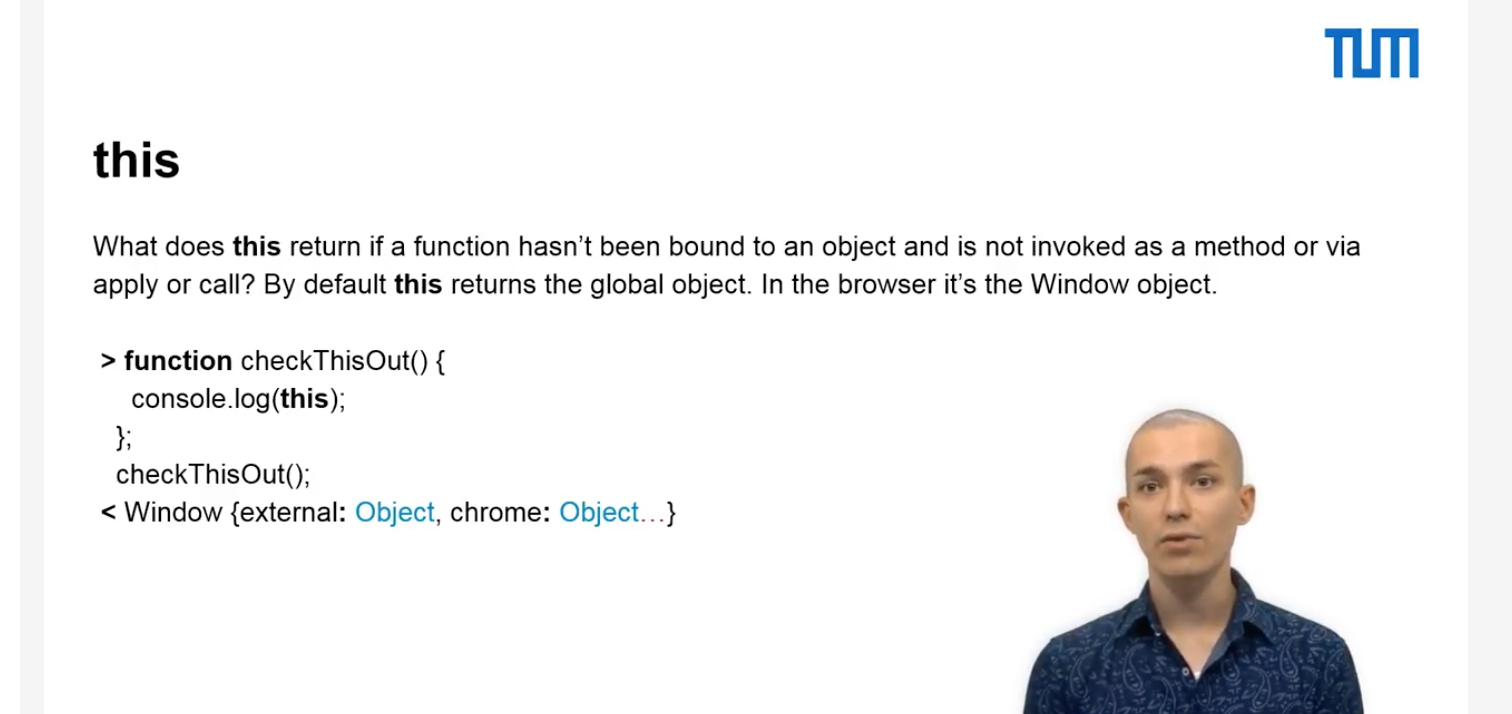 TUM
this
What does this return if a function hasn't been bound to an object and is not invoked as a method or via
apply or call? By default this returns the global object. In the browser it's the Window object.
> function checkThisOut() {
console.log(this);
};
checkThisOut();
< Window {external: Object, chrome: Object…}